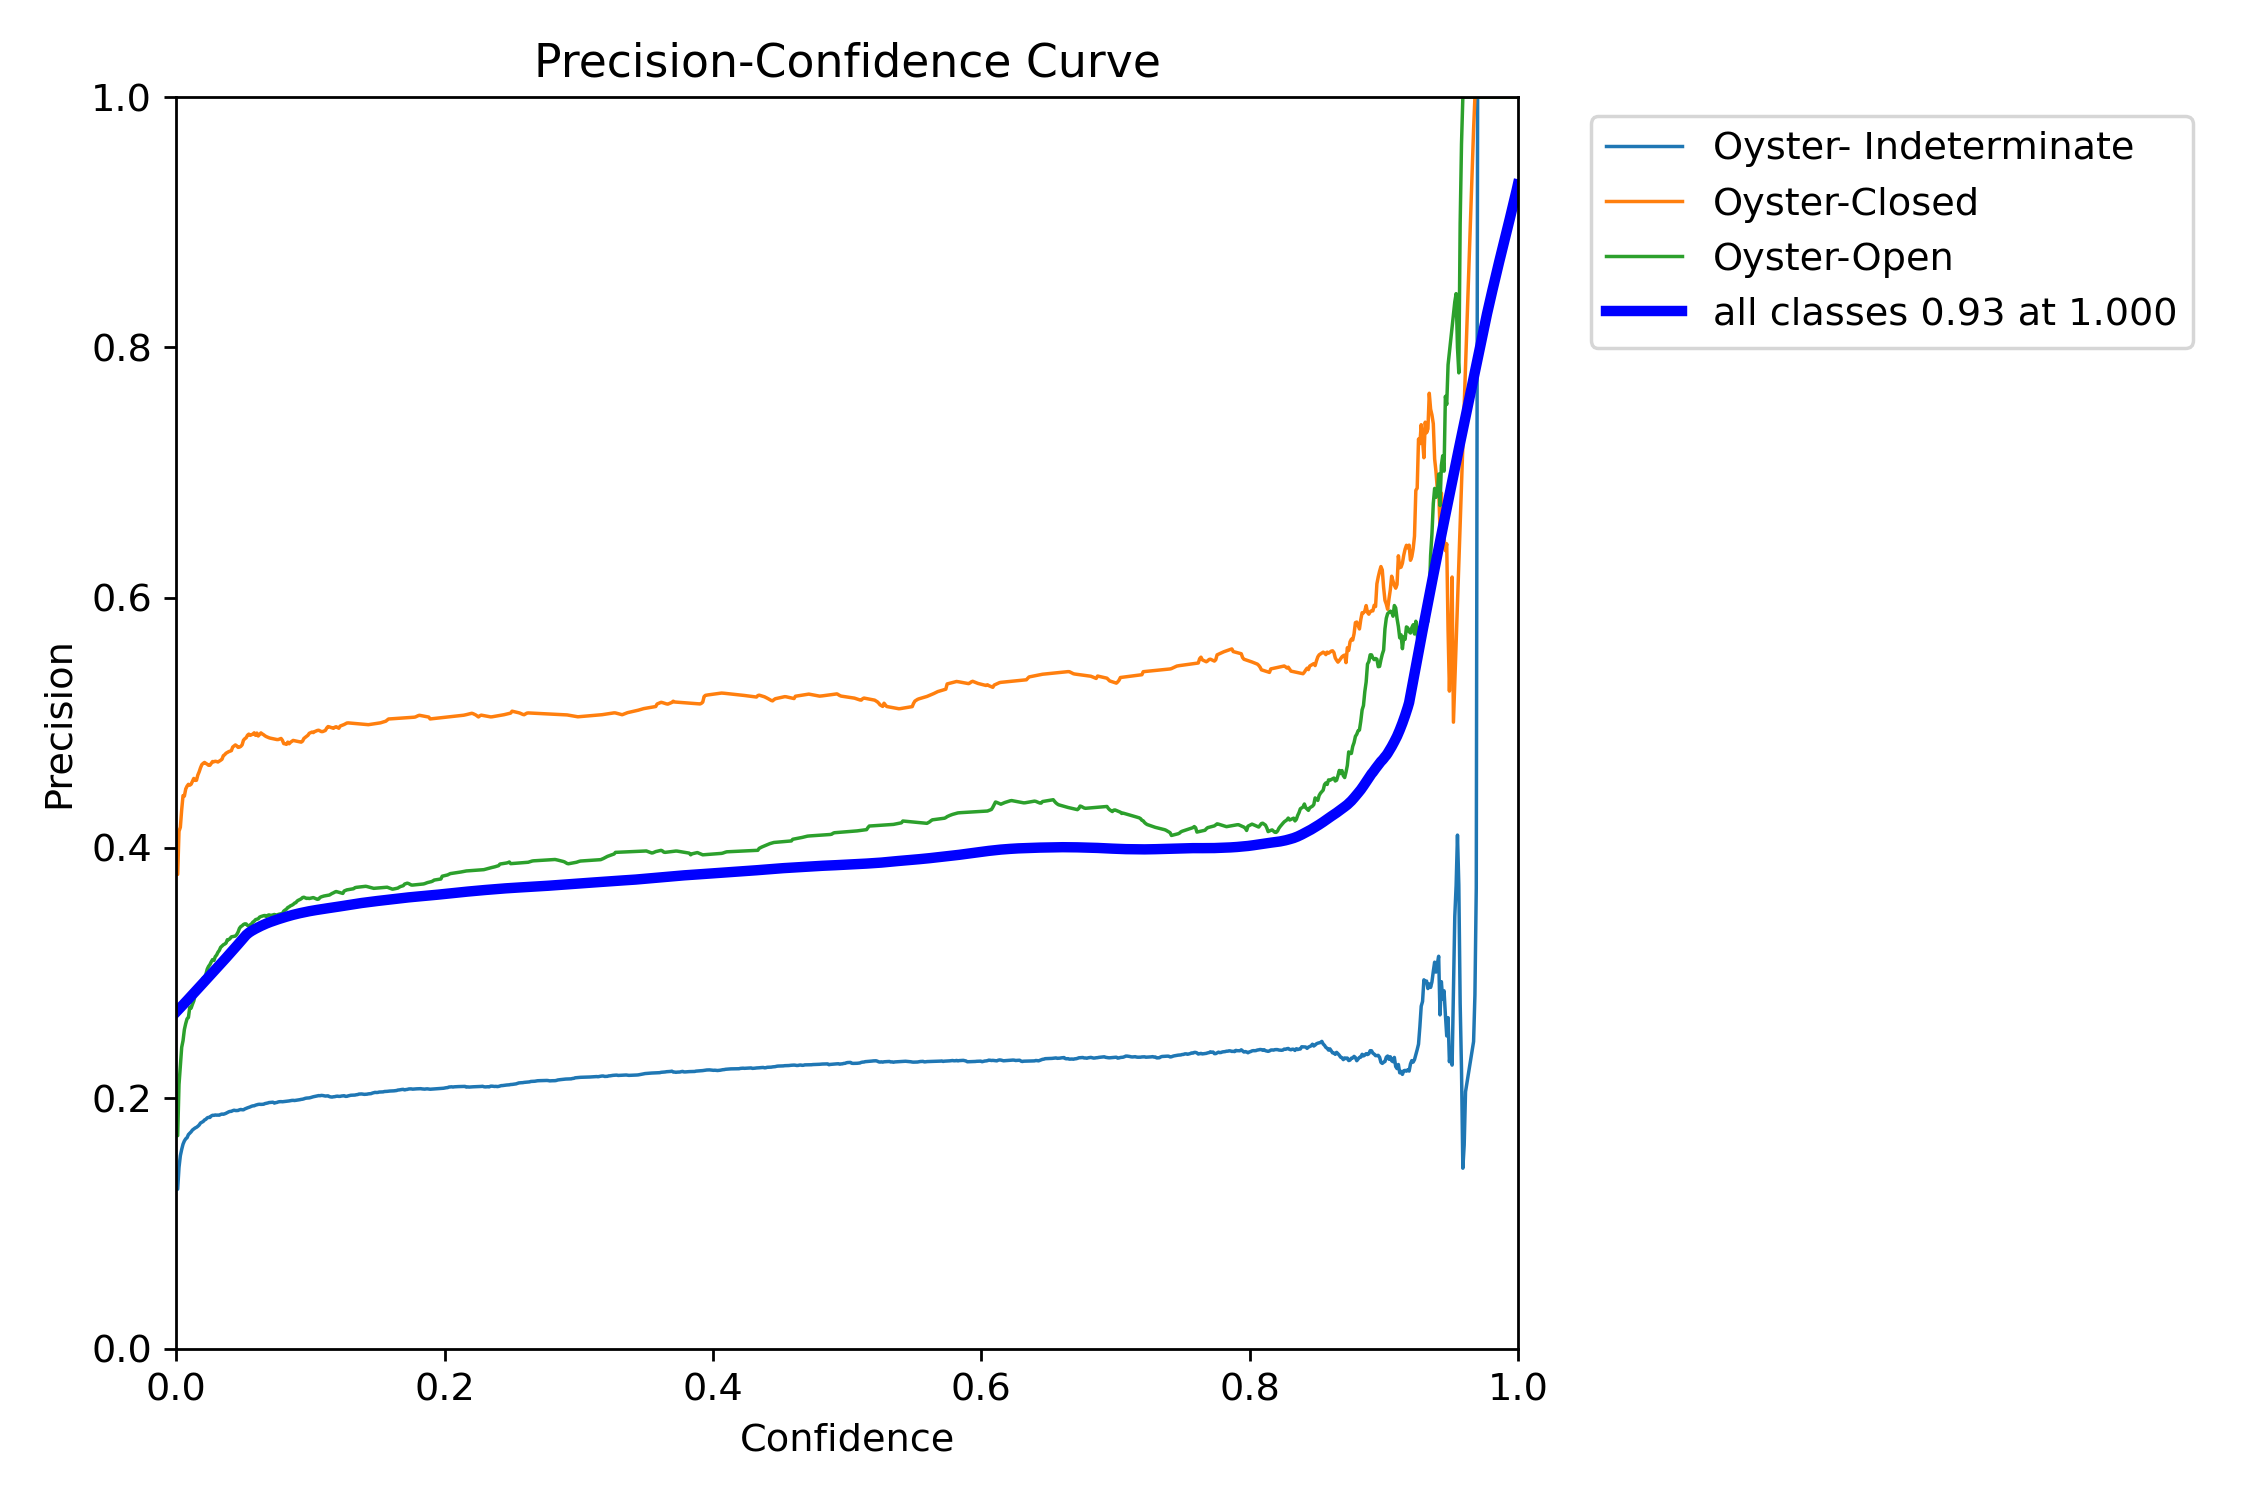 Precision-Confidence Curve
1.0
0.8
0.6
0.4
0.2
0.0
Precision
0.0 0.2 0.4 0.6 0.8 1.0
Confidence
Oyster- Indeterminate
Oyster-Closed
Oyster-Open
all classes 0.93 at 1.000